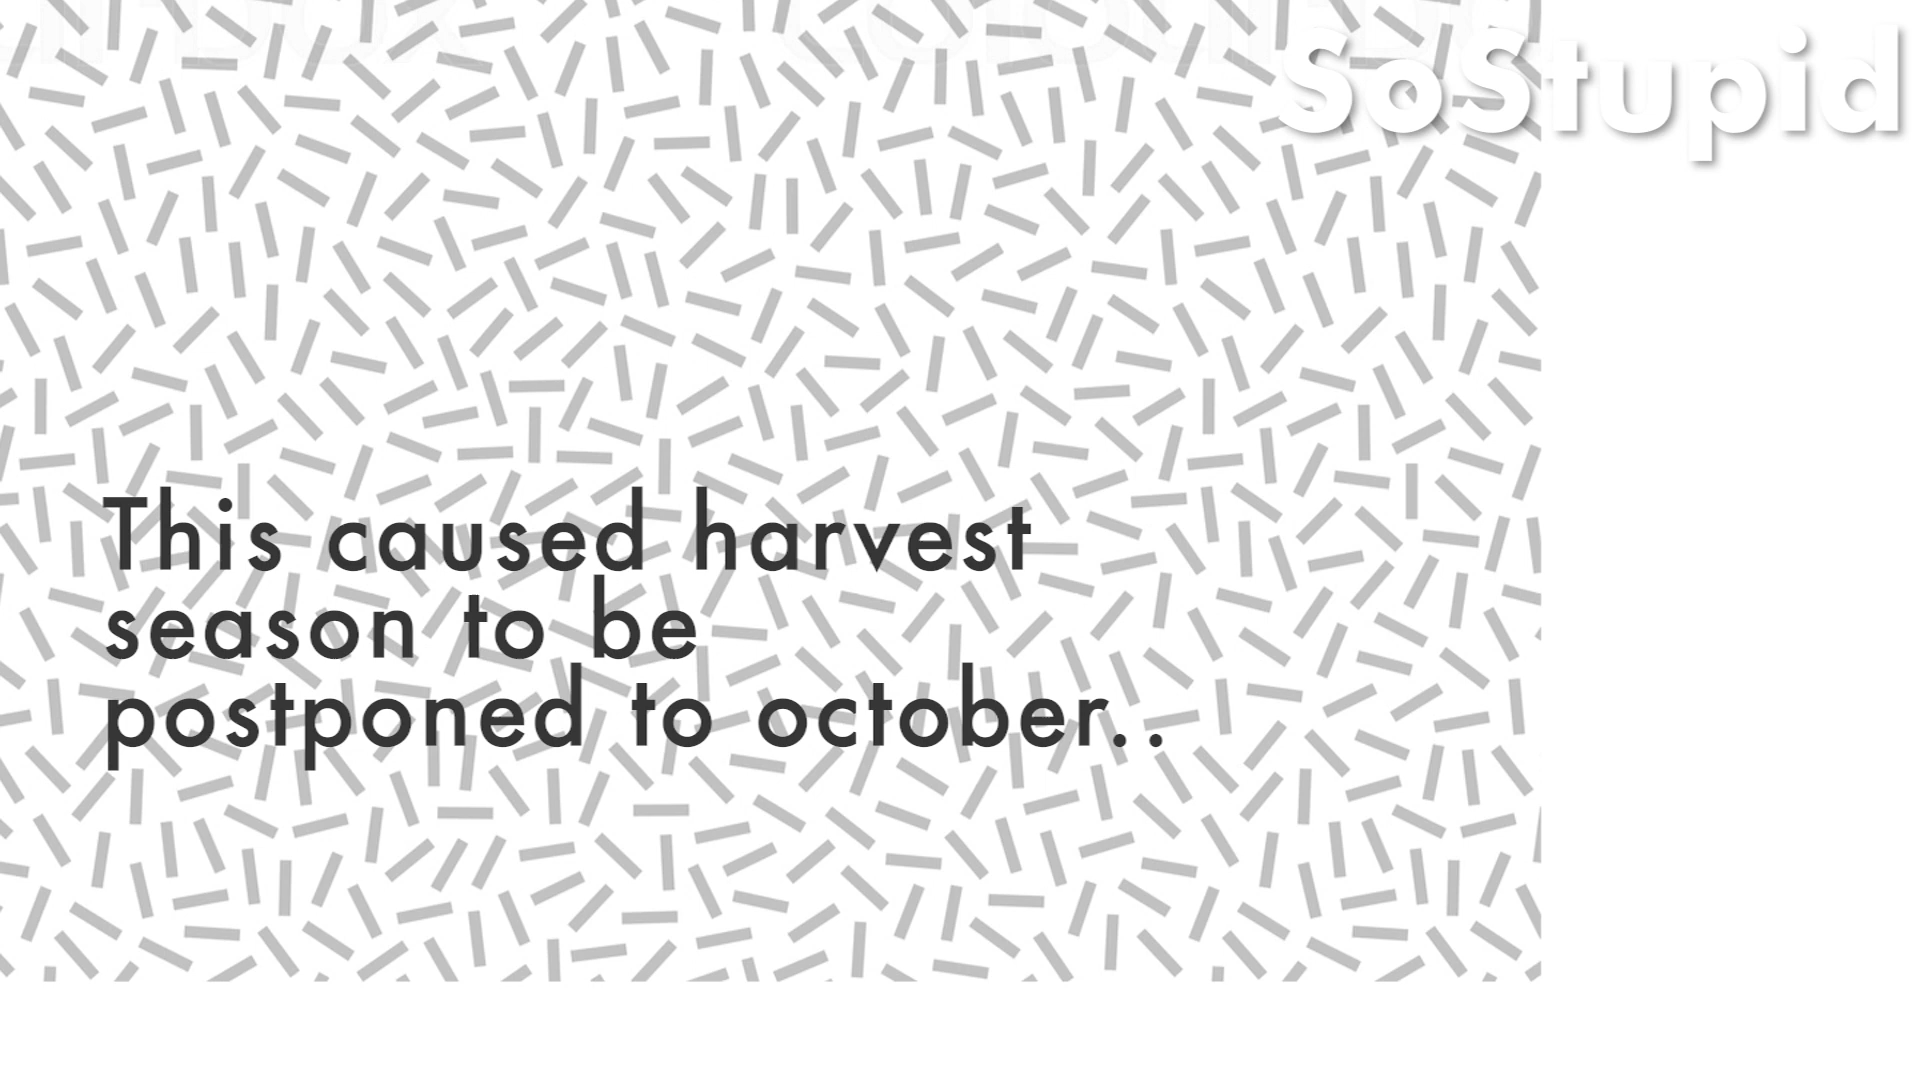 SoStupid
This caused harvest
season to be
postponed to october..